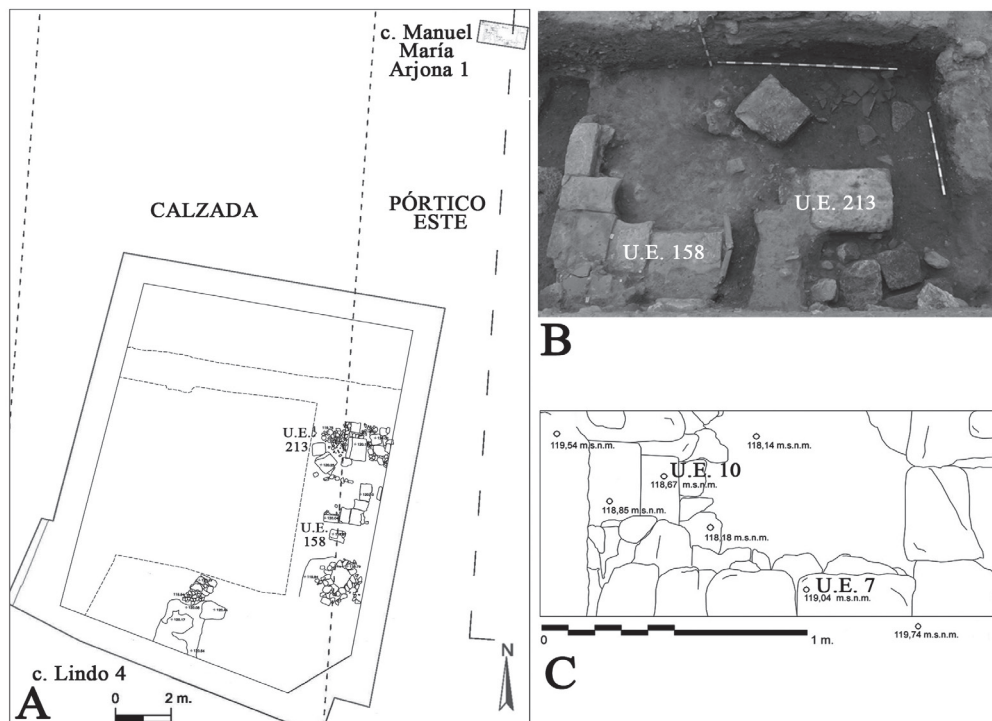 c. Manuel
María
Arjona 1
CALZADA
PÓRTICO
ESTE
U.E.
213
U.E.
158
c. Lindo 4
0 2 m.
N
A
U.E. 213
U.E. 158
B
119,54 m.s.n.m.
118,14 m.s.n.m.
U.E. 10
118,67 m.s.n.m.
118,85 m.s.n.m.
118,18 m.s.n.m.
U.E. 7
119,04 m.s.n.m.
0 1 m.
119,74 m.s.n.m.
C